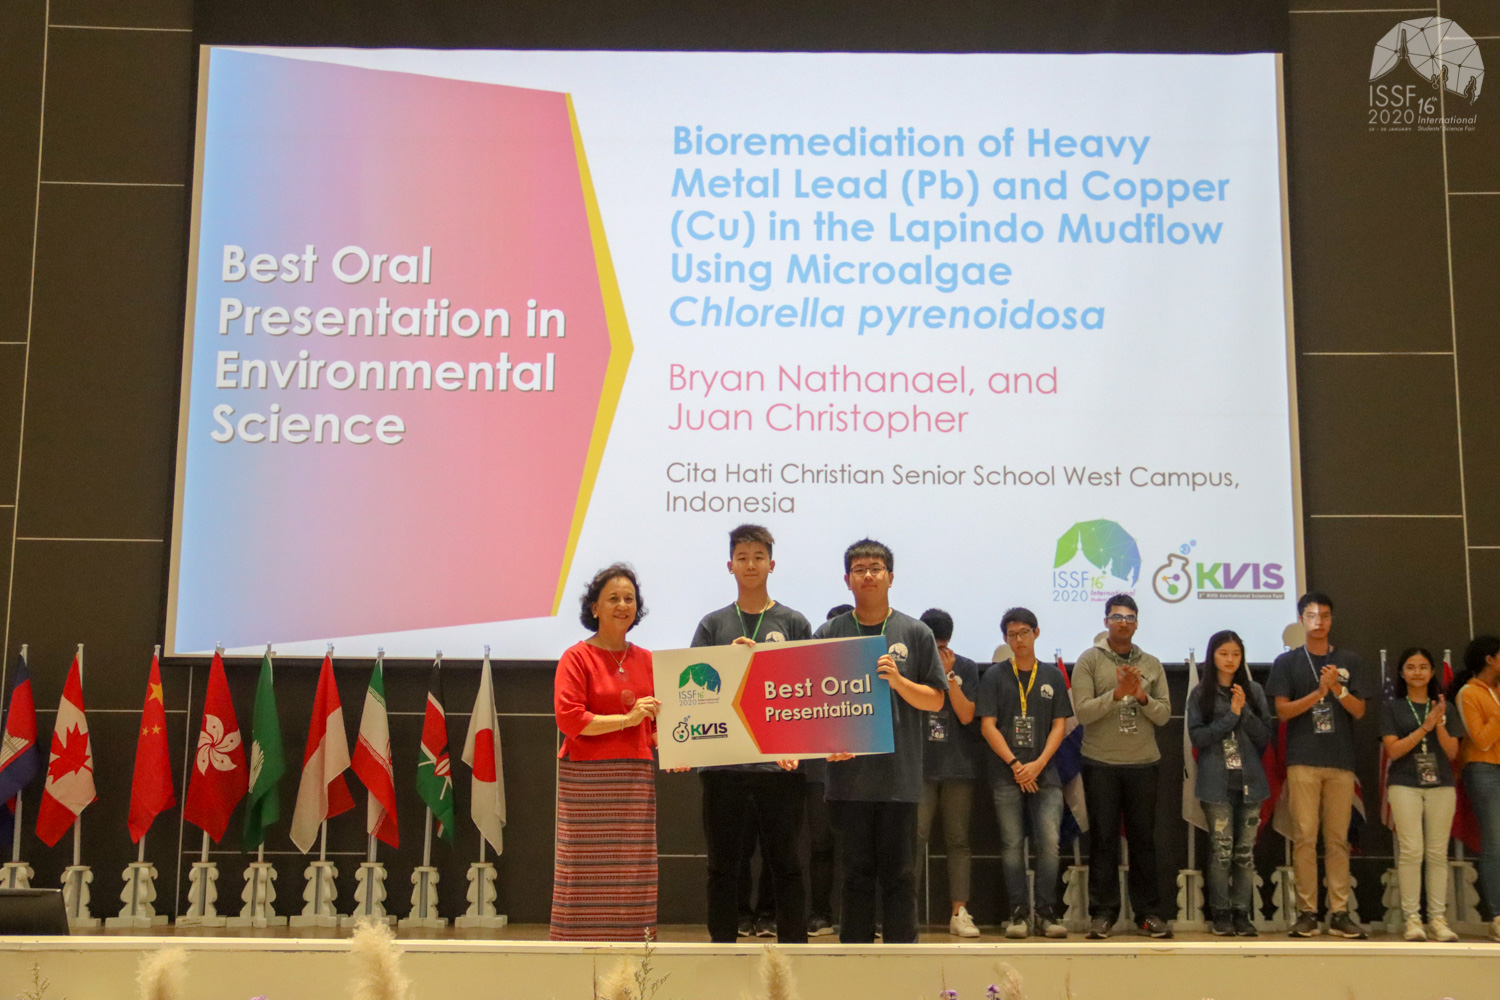 ISSF
2020
16th
International
Students' Science Fair
Best Oral
Presentation in
Environmental
Science
Bioremediation of Heavy
Metal Lead (Pb) and Copper
(Cu) in the Lapindo Mudflow
Using Microalgae
Chlorella pyrenoidosa
Bryan Nathanael, and
Juan Christopher
Cita Hati Christian Senior School West Campus,
Indonesia
ISSF
2020
16th
International
KVIS
ISSF
2020
16th
KVIS
Best Oral
Presentation